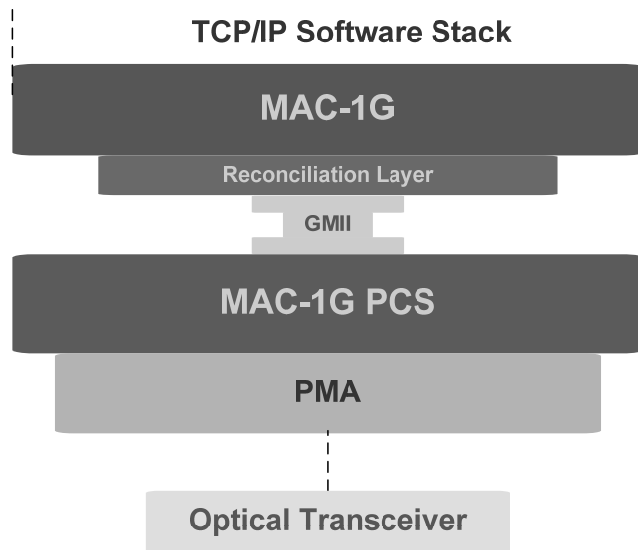 TCP/IP Software Stack
MAC-1G
Reconciliation Layer
GMII
MAC-1G PCS
PMA
Optical Transceiver